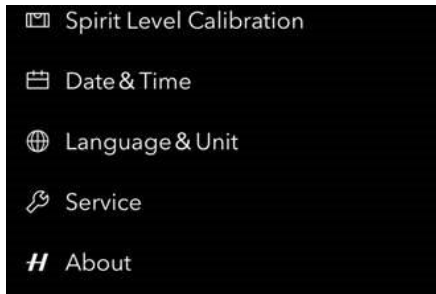 Spirit Level Calibration
Date & Time
Language & Unit
Service
H About